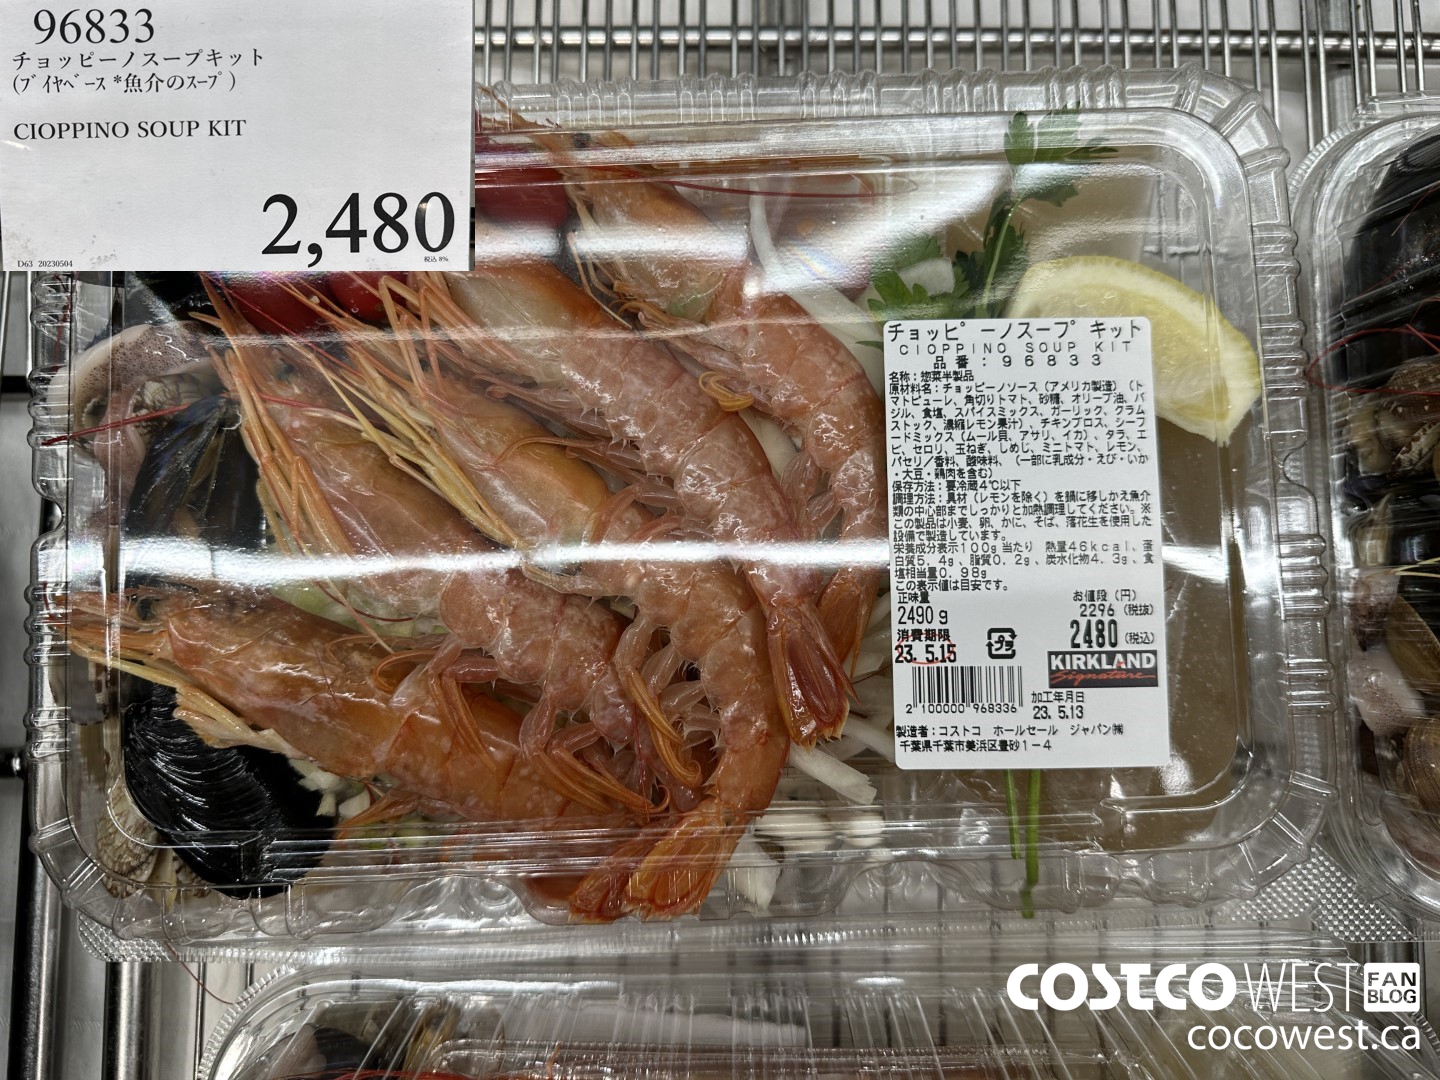 96833
チョッピーノスープキット
(ﾌﾞｲﾔﾍﾞｰｽ *魚介のｽｰﾌﾟ)
CIOPPINO SOUP KIT
2,480
税込 8%
D63 20230504
チョッピーノスープ キット
CIOPPINO SOUP KIT
品番:96833
名称:惣菜半製品
原材料名:チョッピーノソース(アメリカ製造)(ト
マトピューレ、角切りトマト、砂糖、オリーブ油、バ
ジル、食塩、スパイスミックス、ガーリック、クラム
ストック、濃縮レモン果汁)、チキンブロス、シーフ
ードミックス(ムール貝、アサリ、イカ)、タラ、エ
ビ、セロリ、玉ねぎ、しめじ、ミニトマト、レモン、
パセリ/香料、酸味料、(一部に乳成分・えび・いか
・大豆・鶏肉を含む)
保存方法:要冷蔵4℃以下
調理方法:具材(レモンを除く)を鍋に移しかえ魚介
類の中心部までしっかりと加熱調理してください。※
この製品は小麦、卵、かに、そば、落花生を使用した
設備で製造しています。
栄養成分表示100g当たり 熱量46kcal、蛋
白質5.4g、脂質0.2g、炭水化物4.3g、食
塩相当量0.98g
この表示値は目安です。
正味量 お値段(円)
2490g 2296(税抜)
消費期限 2480(税込)
23.5.15 プラ
KIRKLAND
Signature
2 100000 968336
加工年月日
23.5.13
製造者:コストコ ホールセール ジャパン㈱
千葉県千葉市美浜区豊砂1-4
COSTCO WEST FAN BLOG
cocowest.ca